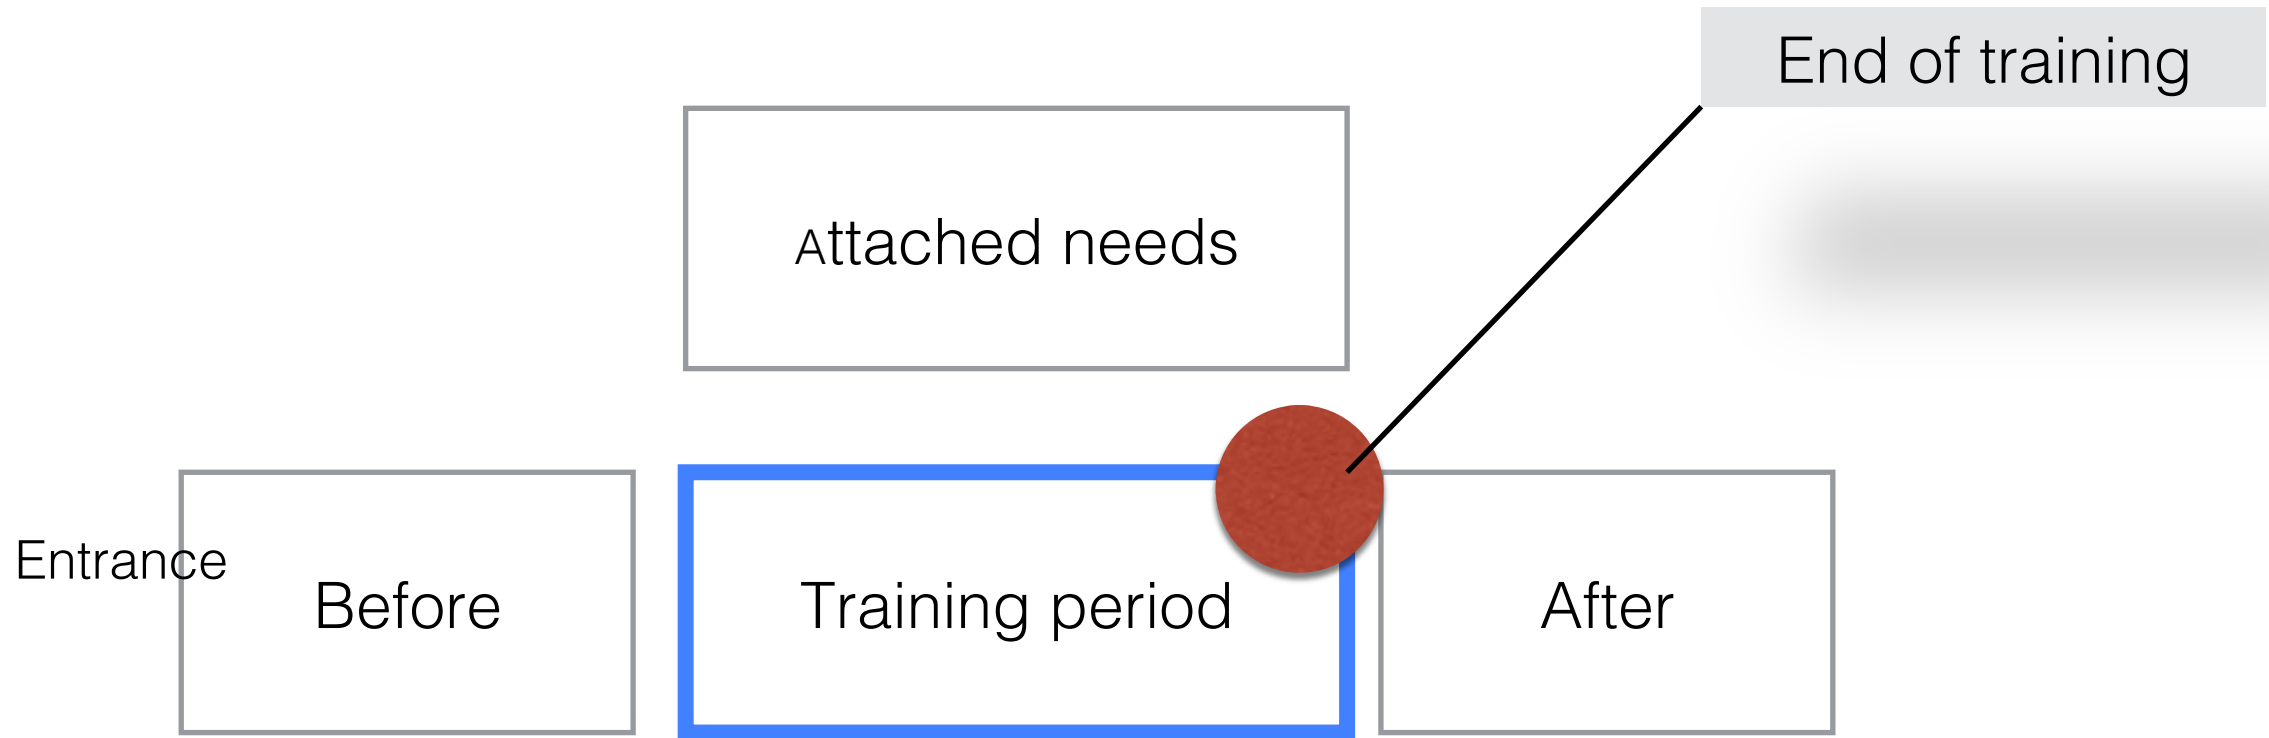 End of training
Attached needs
Entrance
Before
Training period
After